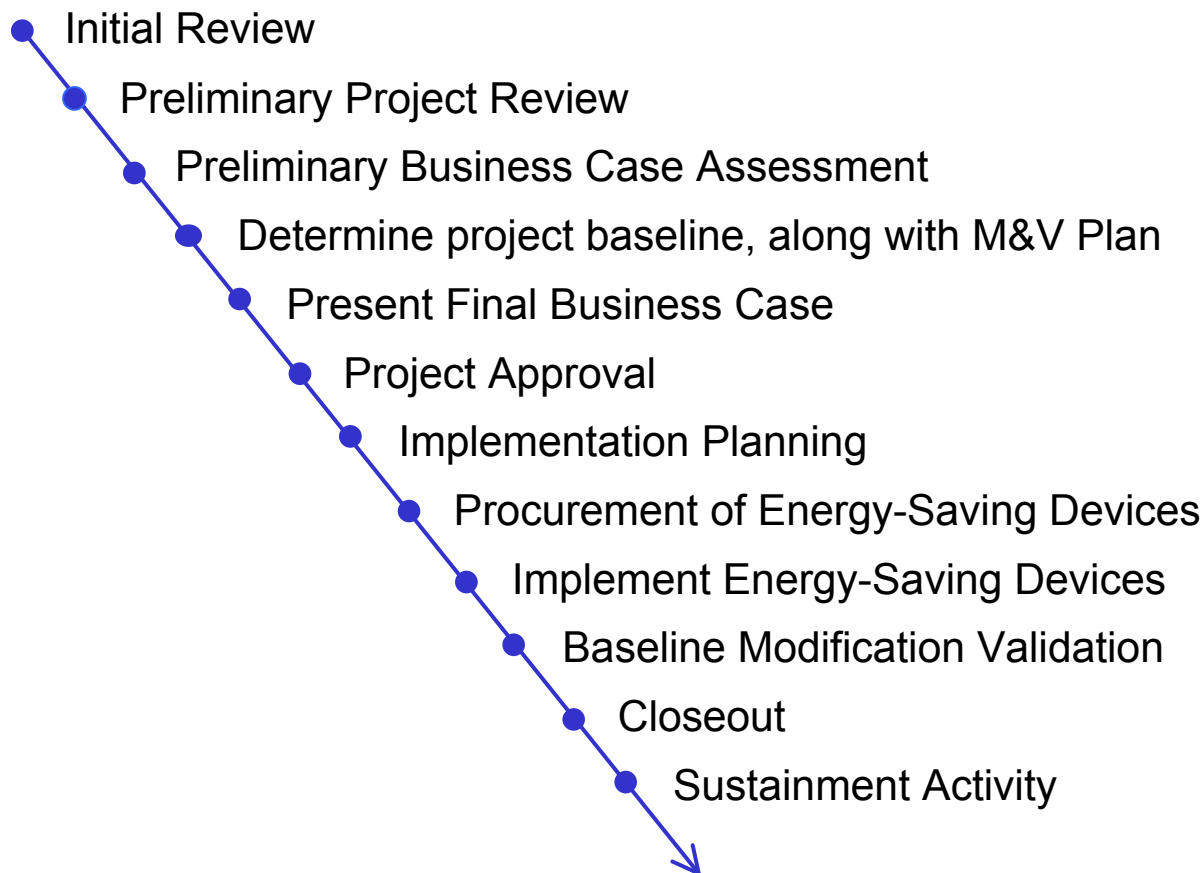 Initial Review
Preliminary Project Review
Preliminary Business Case Assessment
Determine project baseline, along with M&V Plan
Present Final Business Case
Project Approval
Implementation Planning
Procurement of Energy-Saving Devices
Implement Energy-Saving Devices
Baseline Modification Validation
Closeout
Sustainment Activity